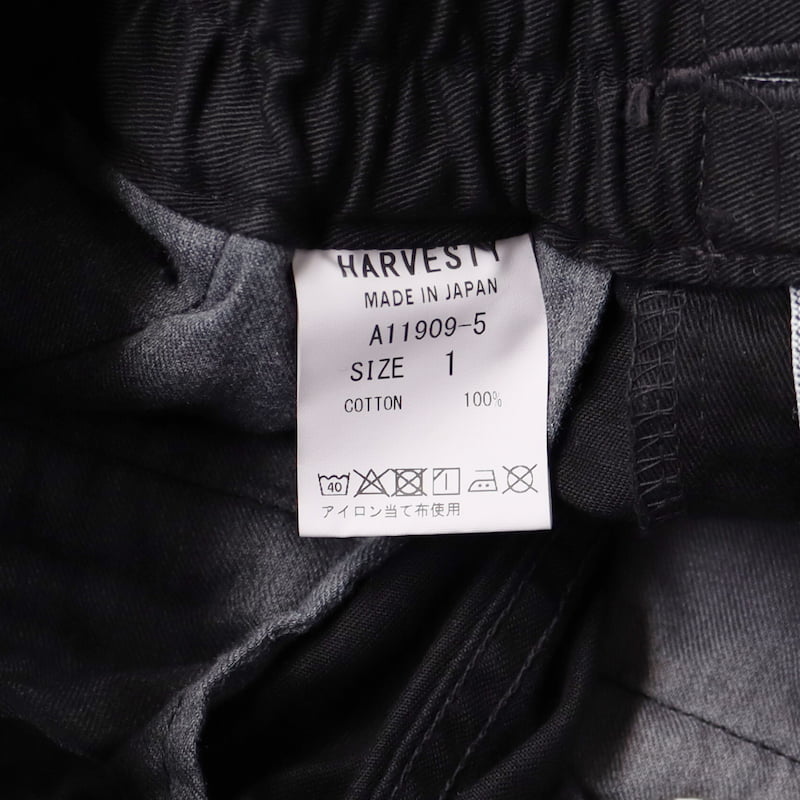 HARVESTY
MADE IN JAPAN
A11909-5
SIZE 1
COTTON 100%
40
アイロン当て布使用